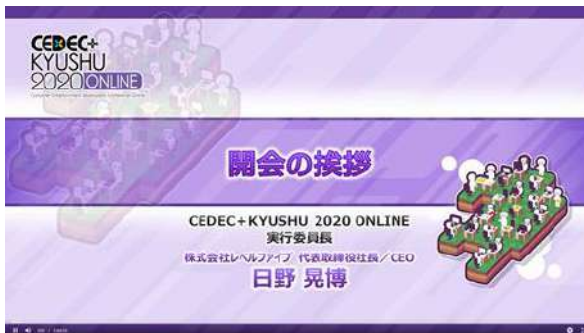 CEDEC+
KYUSHU
2020 ONLINE
開会の挨拶
CEDEC+KYUSHU 2020 ONLINE
実行委員長
株式会社レベルファイブ 代表取締役社長/CEO
日野 晃博